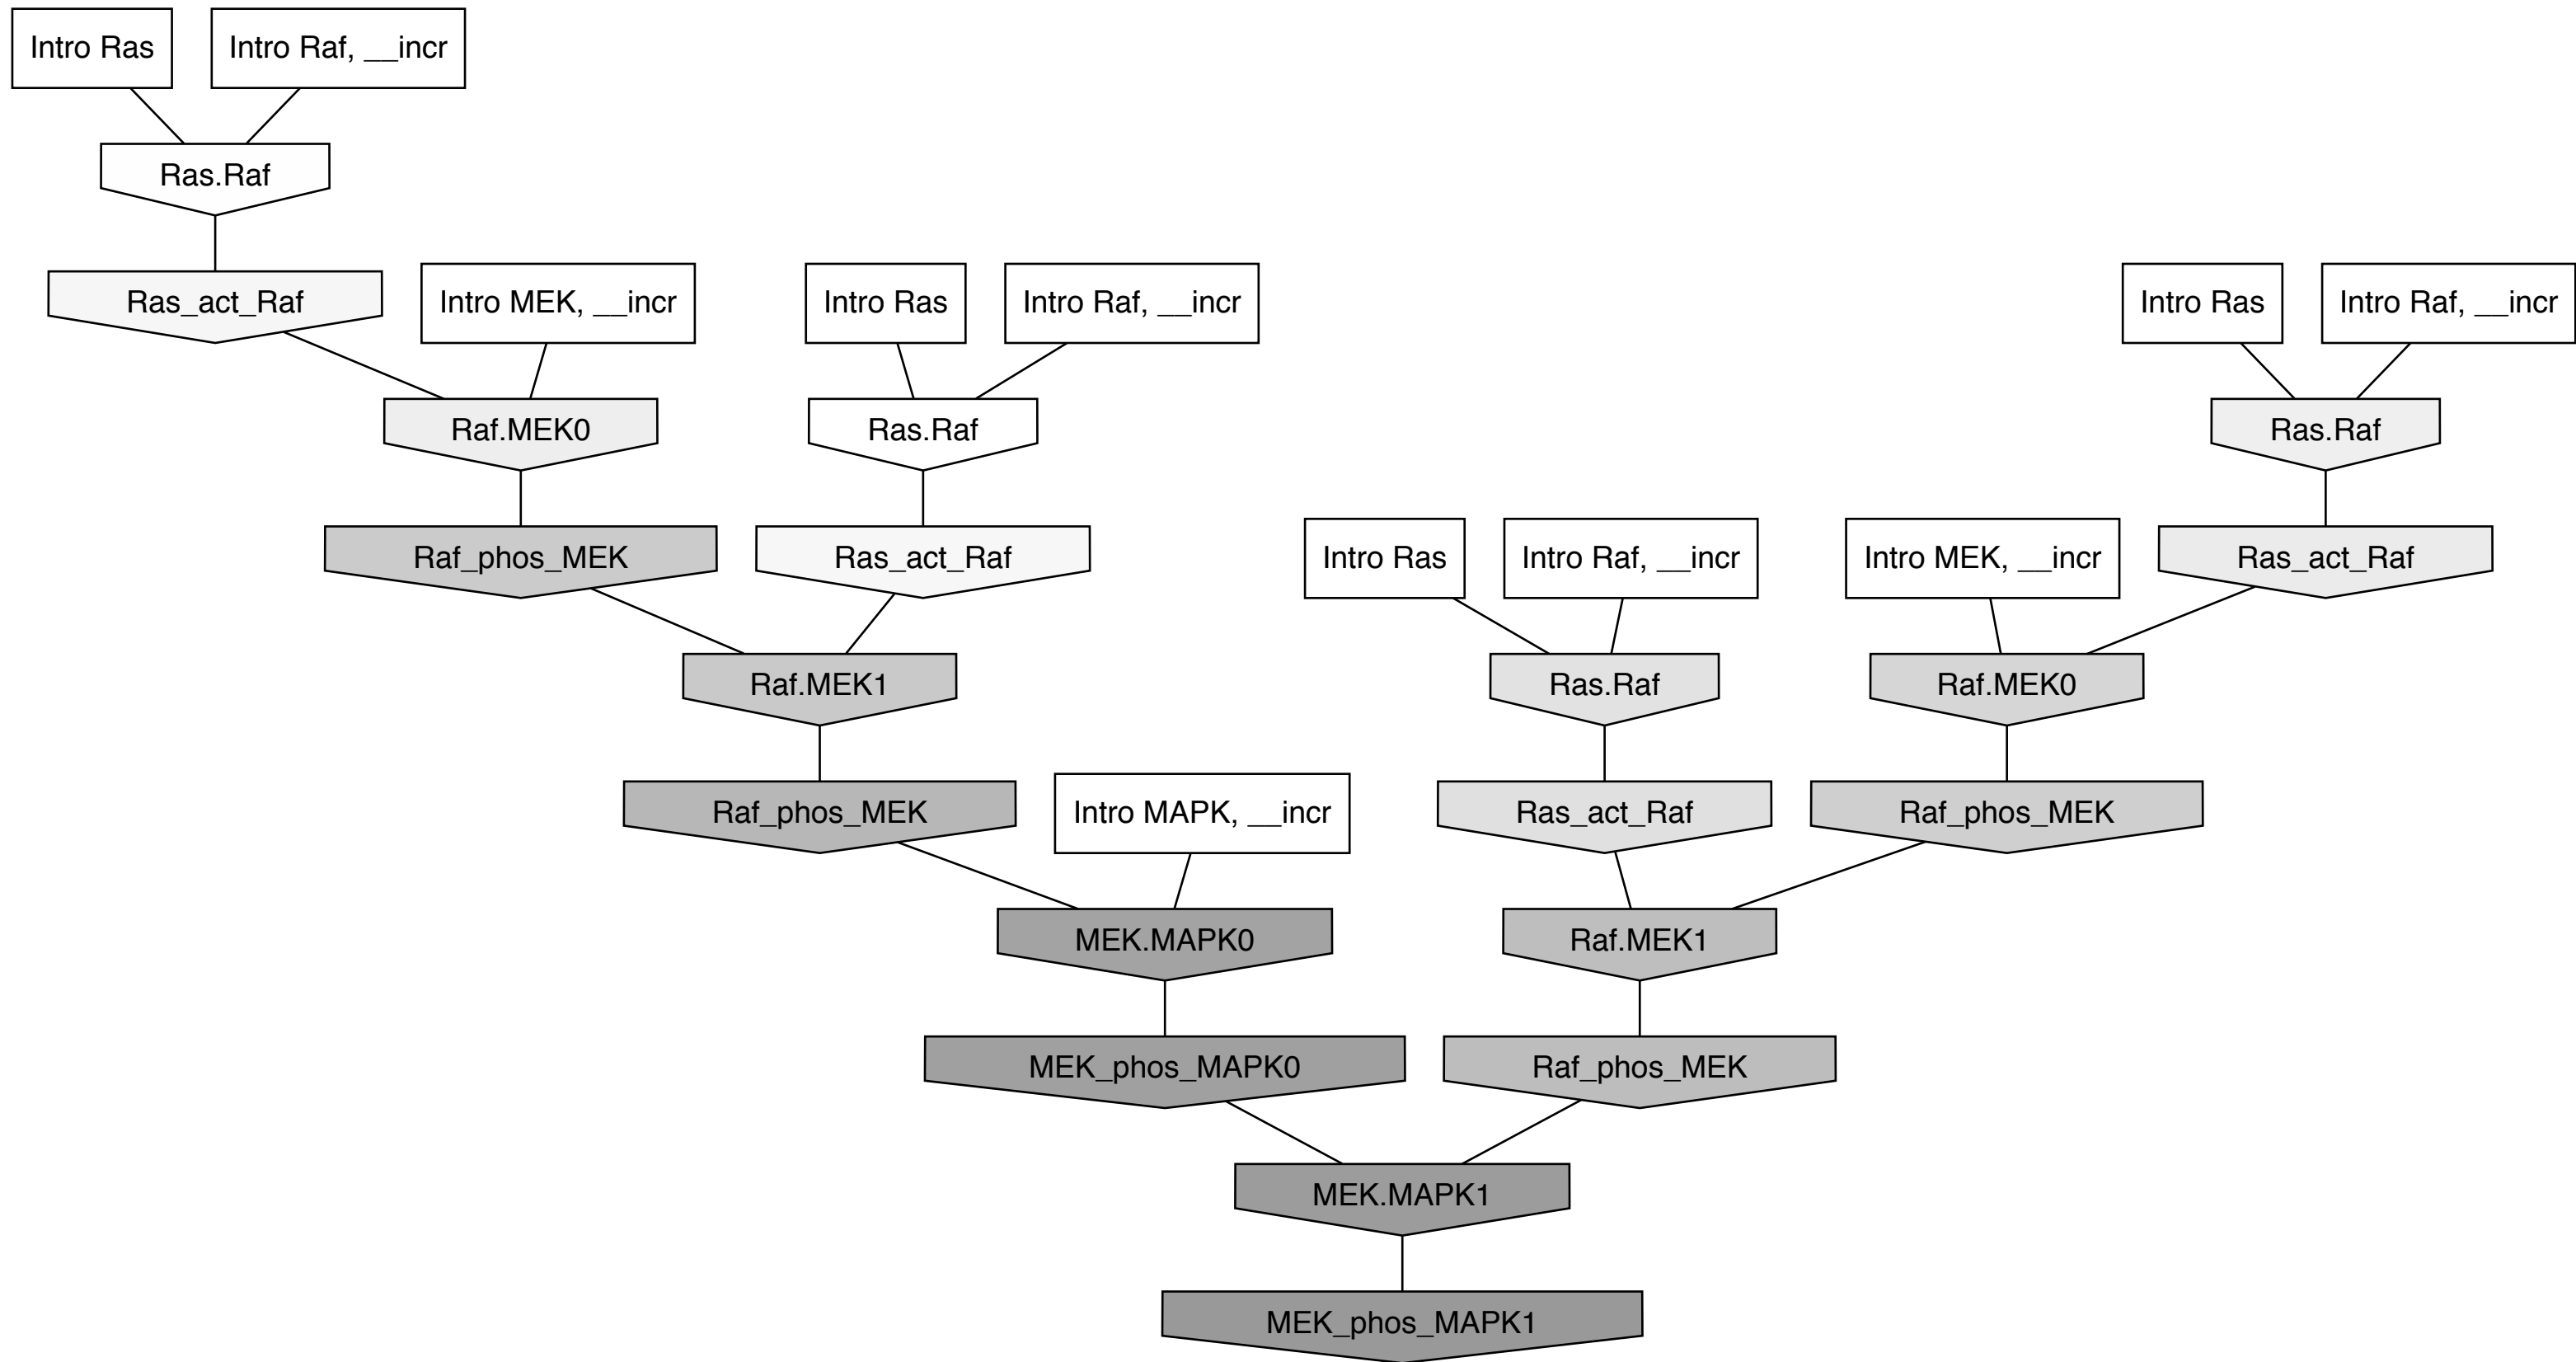 Intro Ras
Intro Raf, __incr
Ras.Raf
Ras_act_Raf
Intro MEK, __incr
Intro Ras
Intro Raf, __incr
Intro Ras
Intro Raf, __incr
Raf.MEK0
Ras.Raf
Ras.Raf
Raf_phos_MEK
Ras_act_Raf
Intro Ras
Intro Raf, __incr
Intro MEK, __incr
Ras_act_Raf
Raf.MEK1
Ras.Raf
Raf.MEK0
Raf_phos_MEK
Intro MAPK, __incr
Ras_act_Raf
Raf_phos_MEK
MEK.MAPK0
Raf.MEK1
MEK_phos_MAPK0
Raf_phos_MEK
MEK.MAPK1
MEK_phos_MAPK1